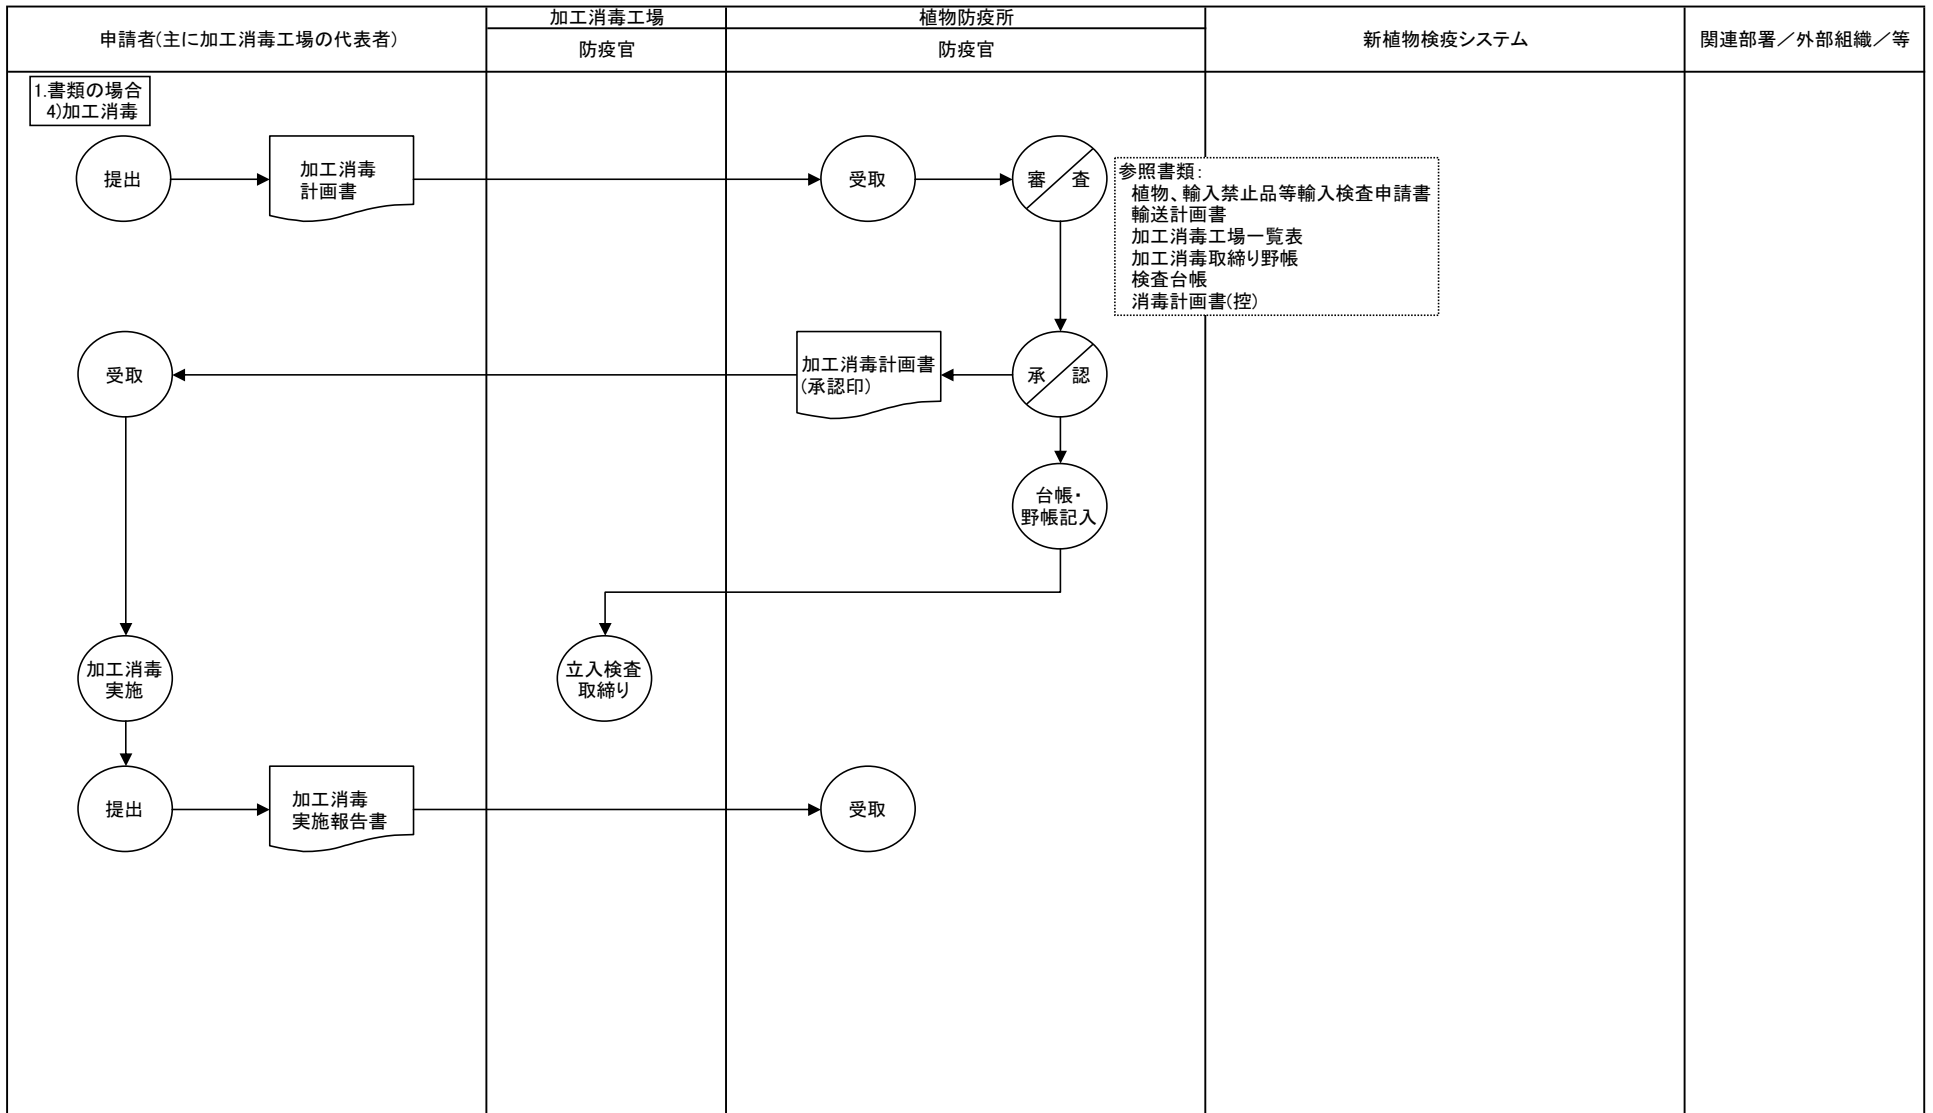 申請者(主に加工消毒工場の代表者)
加工消毒工場
防疫官
植物防疫所
防疫官
新植物検疫システム
関連部署／外部組織／等
1.書類の場合
4)加工消毒
提出
加工消毒
計画書
受取
審 査
参照書類:
植物、輸入禁止品等輸入検査申請書
輸送計画書
加工消毒工場一覧表
加工消毒取締り野帳
検査台帳
消毒計画書(控)
受取
加工消毒計画書
(承認印)
承 認
台帳・
野帳記入
加工消毒
実施
立入検査
取締り
提出
加工消毒
実施報告書
受取